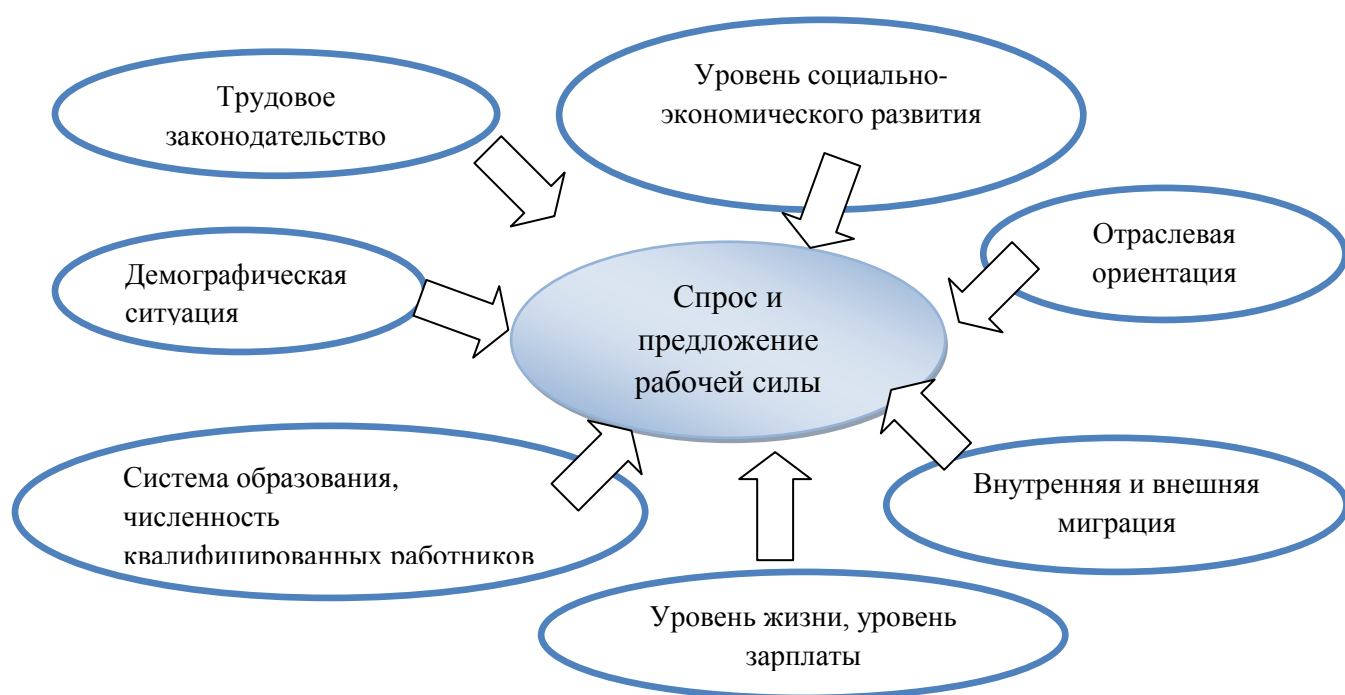 Трудовое
законодательство
Уровень социально-
экономического развития
Отраслевая
ориентация
Демографическая
ситуация
Спрос и
предложение
рабочей силы
Система образования,
численность
квалифицированных работников
Внутренняя и внешняя
миграция
Уровень жизни, уровень
зарплаты